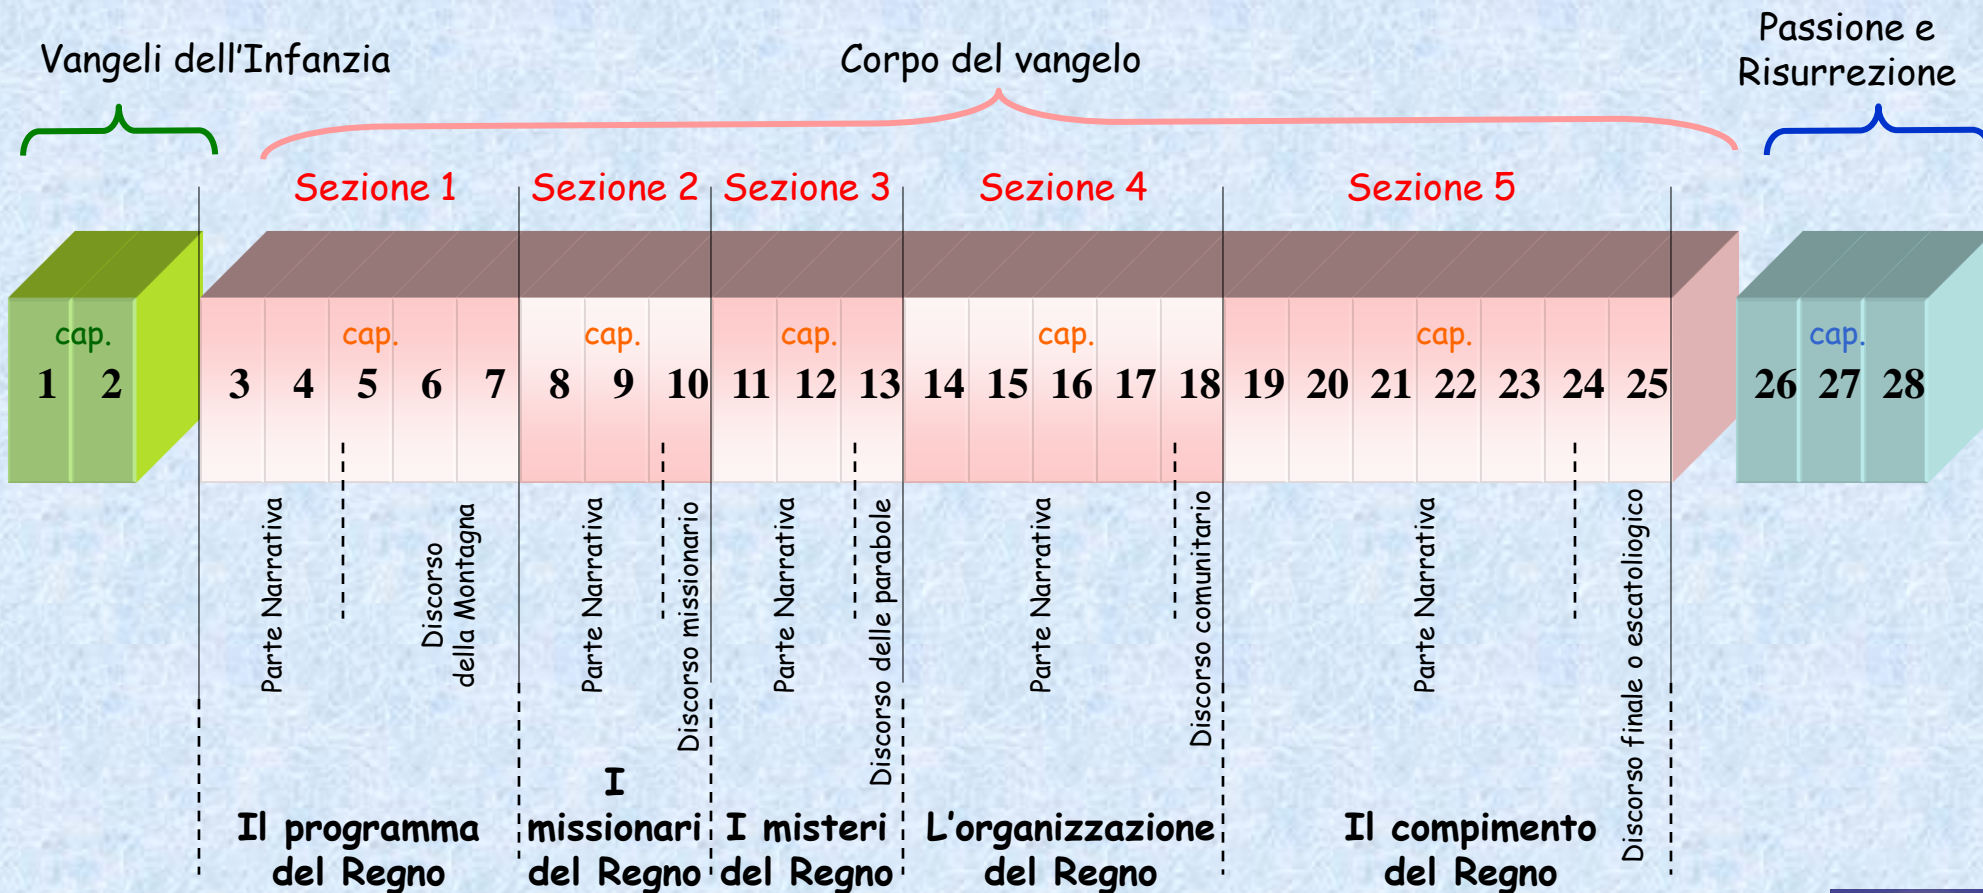 Vangeli dell'Infanzia
Corpo del vangelo
Passione e
Risurrezione
Sezione 1
Sezione 2
Sezione 3
Sezione 4
Sezione 5
cap.
1 2
cap.
3 4 5 6 7
cap.
8 9 10
cap.
11 12 13
cap.
14 15 16 17 18
cap.
19 20 21 22 23 24 25
cap.
26 27 28
Parte Narrativa
Discorso
della Montagna
Parte Narrativa
Discorso missionario
Parte Narrativa
Discorso delle parabole
Parte Narrativa
Discorso comunitario
Parte Narrativa
Discorso finale o escatoliogico
Il programma
del Regno
I
missionari
del Regno
I misteri
del Regno
L'organizzazione
del Regno
Il compimento
del Regno